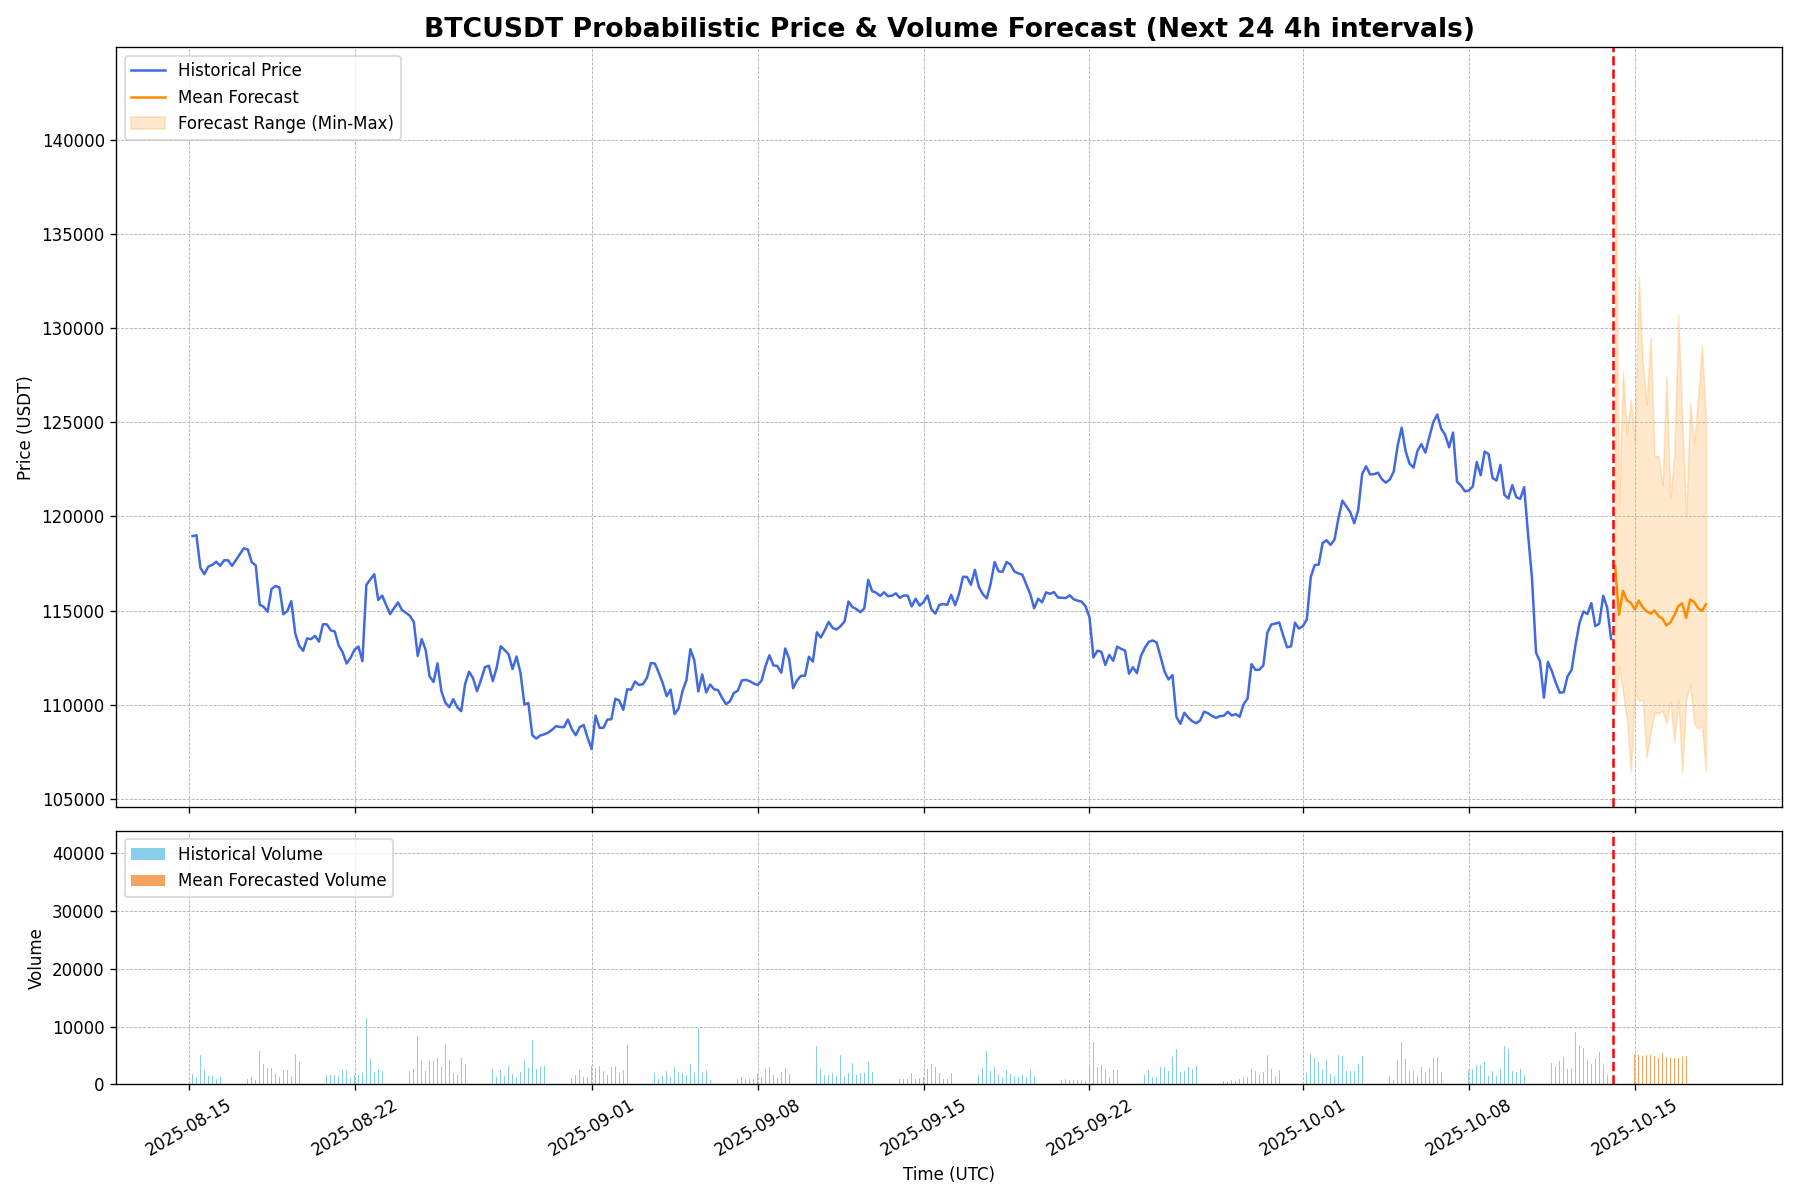 BTCUSDT Probabilistic Price & Volume Forecast (Next 24 4h intervals)
Historical Price
Mean Forecast
Forecast Range (Min-Max)
140000
135000
130000
125000
120000
115000
110000
105000
Price (USDT)
Historical Volume
Mean Forecasted Volume
40000
30000
20000
10000
0
Volume
2025-08-15
2025-08-22
2025-09-01
2025-09-08
2025-09-15
2025-09-22
2025-10-01
2025-10-08
2025-10-15
Time (UTC)